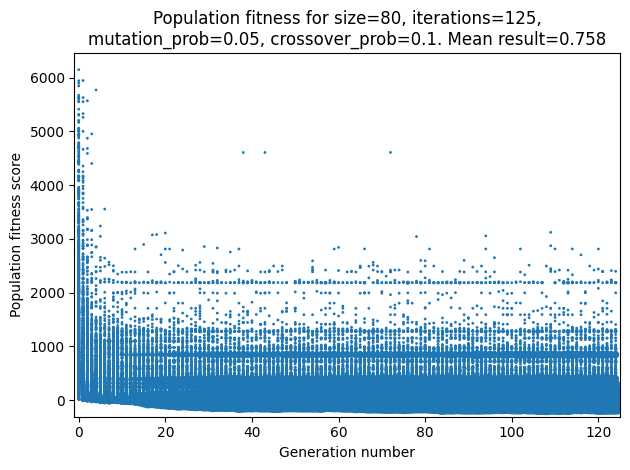 Population fitness for size=80, iterations=125,
mutation_prob=0.05, crossover_prob=0.1. Mean result=0.758
Population fitness score
6000
5000
4000
3000
2000
1000
0
0 20 40 60 80 100 120
Generation number